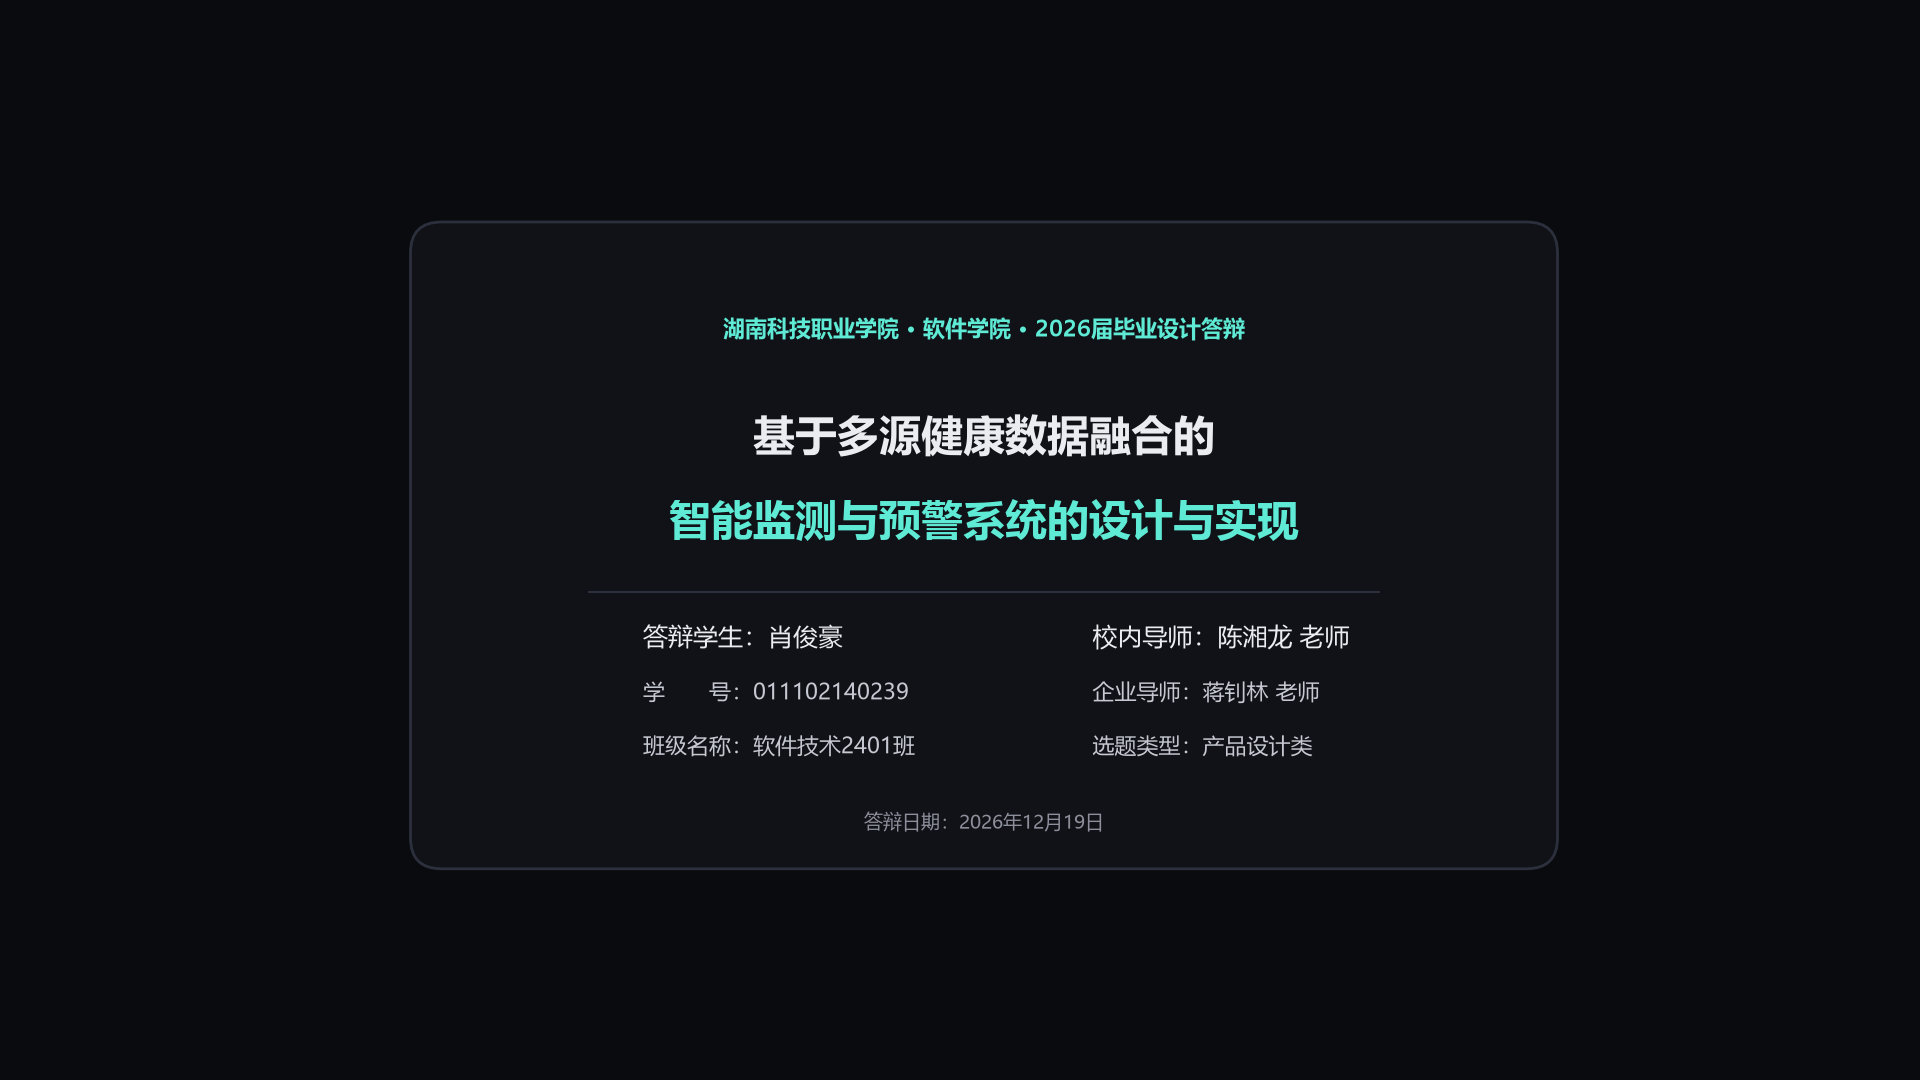 湖南科技职业学院 • 软件学院 • 2026届毕业设计答辩
基于多源健康数据融合的
智能监测与预警系统的设计与实现
答辩学生：肖俊豪
校内导师：陈湘龙 老师
学　　号：011102140239
企业导师：蒋钊林 老师
班级名称：软件技术2401班
选题类型：产品设计类
答辩日期：2026年12月19日